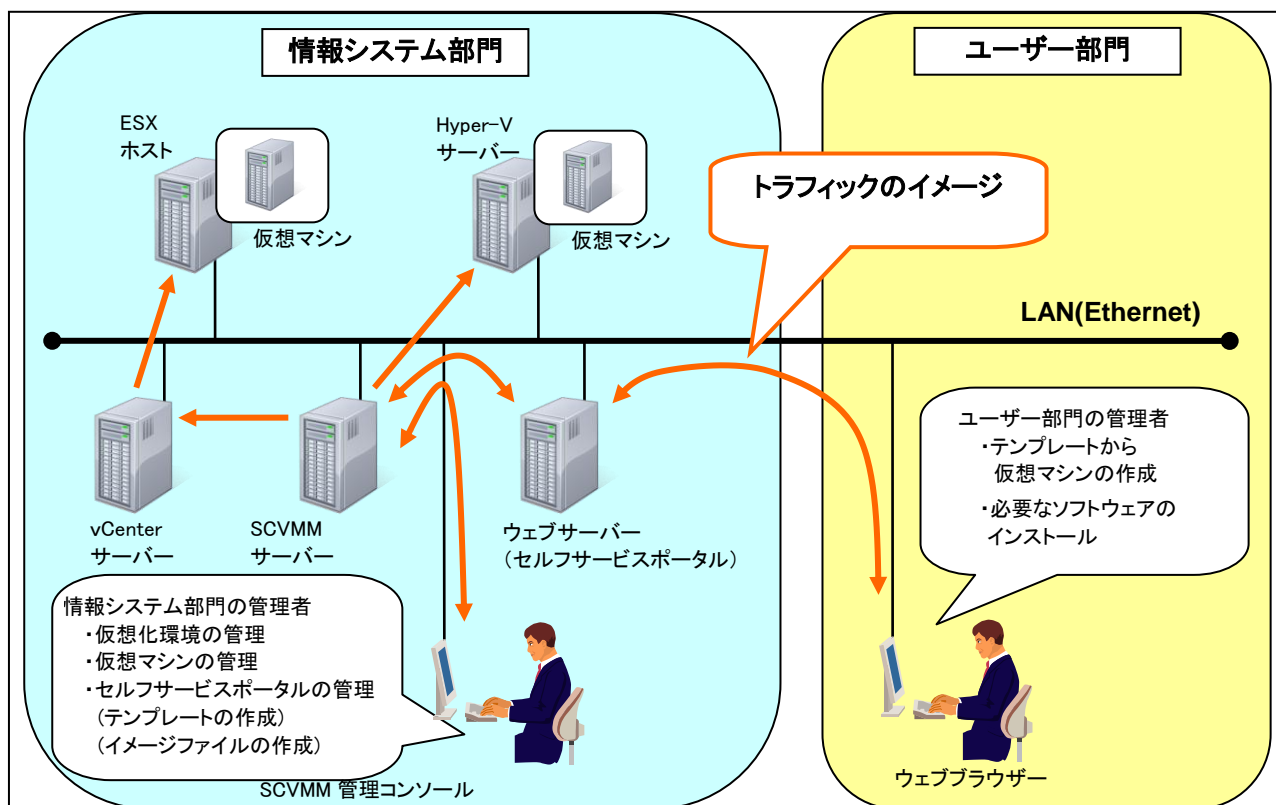 情報システム部門
ユーザー部門
ESX
ホスト
Hyper-V
サーバー
仮想マシン
仮想マシン
トラフィックのイメージ
LAN(Ethernet)
vCenter
サーバー
SCVMM
サーバー
ウェブサーバー
(セルフサービスポータル)
ユーザー部門の管理者
・テンプレートから
仮想マシンの作成
・必要なソフトウェアの
インストール
情報システム部門の管理者
・仮想化環境の管理
・仮想マシンの管理
・セルフサービスポータルの管理
(テンプレートの作成)
(イメージファイルの作成)
SCVMM 管理コンソール
ウェブブラウザー